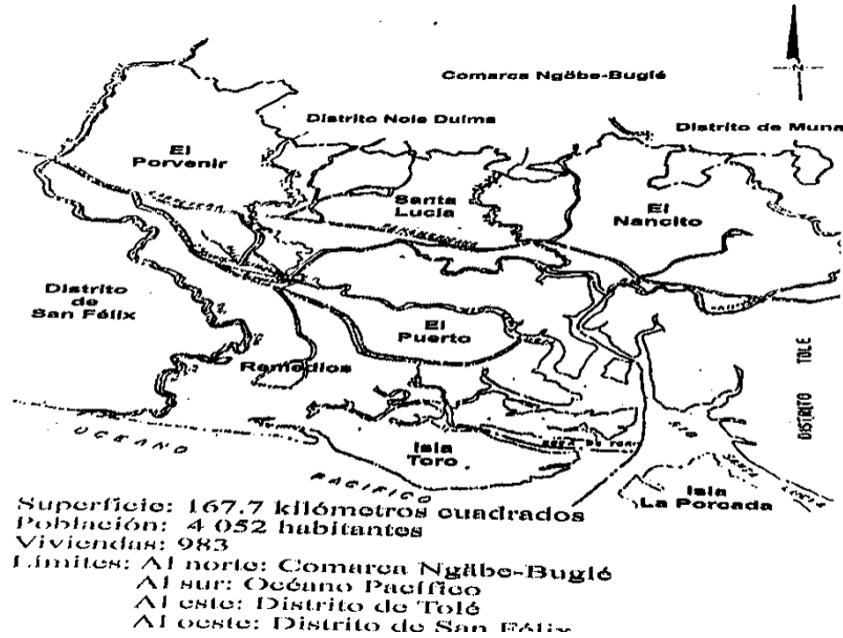 Comarca Ngäbe-Buglé
N
Distrito Nole Duima
Distrito de Muna
El
Porvenir
Santa
Lucía
El
Nancito
Distrito
de
San Félix
El
Puerto
Remedios
DISTRITO TOLE
OCEANO
PACIFICO
Isla
Toro
RIO
SANTA
LUCIA
Isla
La Porcada
Superficie: 167.7 kilómetros cuadrados
Población: 4 052 habitantes
Viviendas: 983
Límites: Al norte: Comarca Ngäbe-Buglé
Al sur: Océano Pacífico
Al este: Distrito de Tolé
Al oeste: Distrito de San Félix